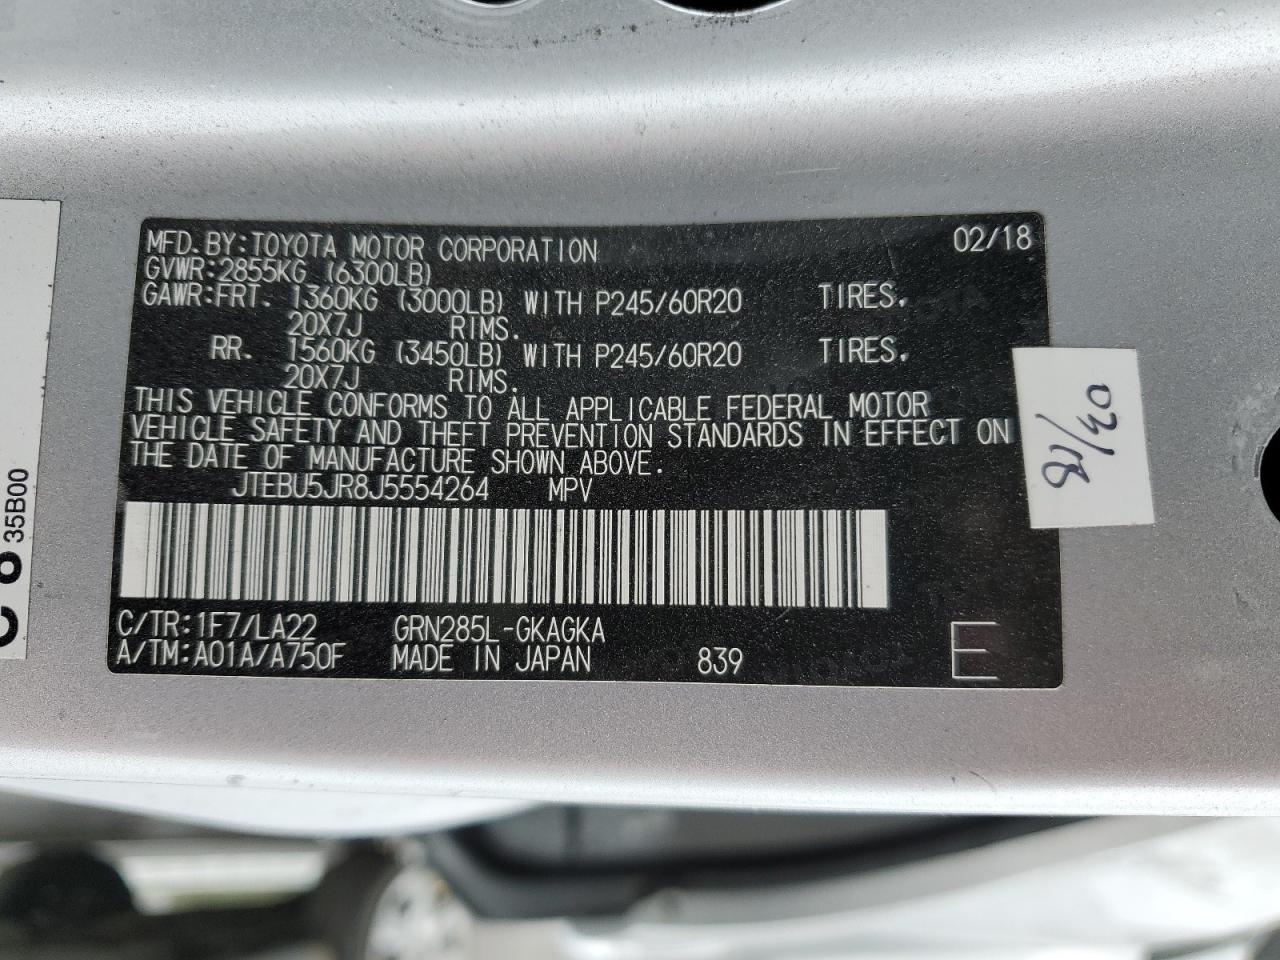 MFD. BY:TOYOTA MOTOR CORPORATION 02/18
GVWR:2855KG (6300LB)
GAWR:FRT. 1360KG (3000LB) WITH P245/60R20 TIRES.
20X7J RIMS.
RR. 1560KG (3450LB) WITH P245/60R20 TIRES.
20X7J RIMS.
THIS VEHICLE CONFORMS TO ALL APPLICABLE FEDERAL MOTOR
VEHICLE SAFETY AND THEFT PREVENTION STANDARDS IN EFFECT ON
THE DATE OF MANUFACTURE SHOWN ABOVE.
JTEBU5JR8J5554264 MPV
C/TR:1F7/LA22 GRN285L-GKAGKA
A/TM:A01A/A750F MADE IN JAPAN 839 E
35B00